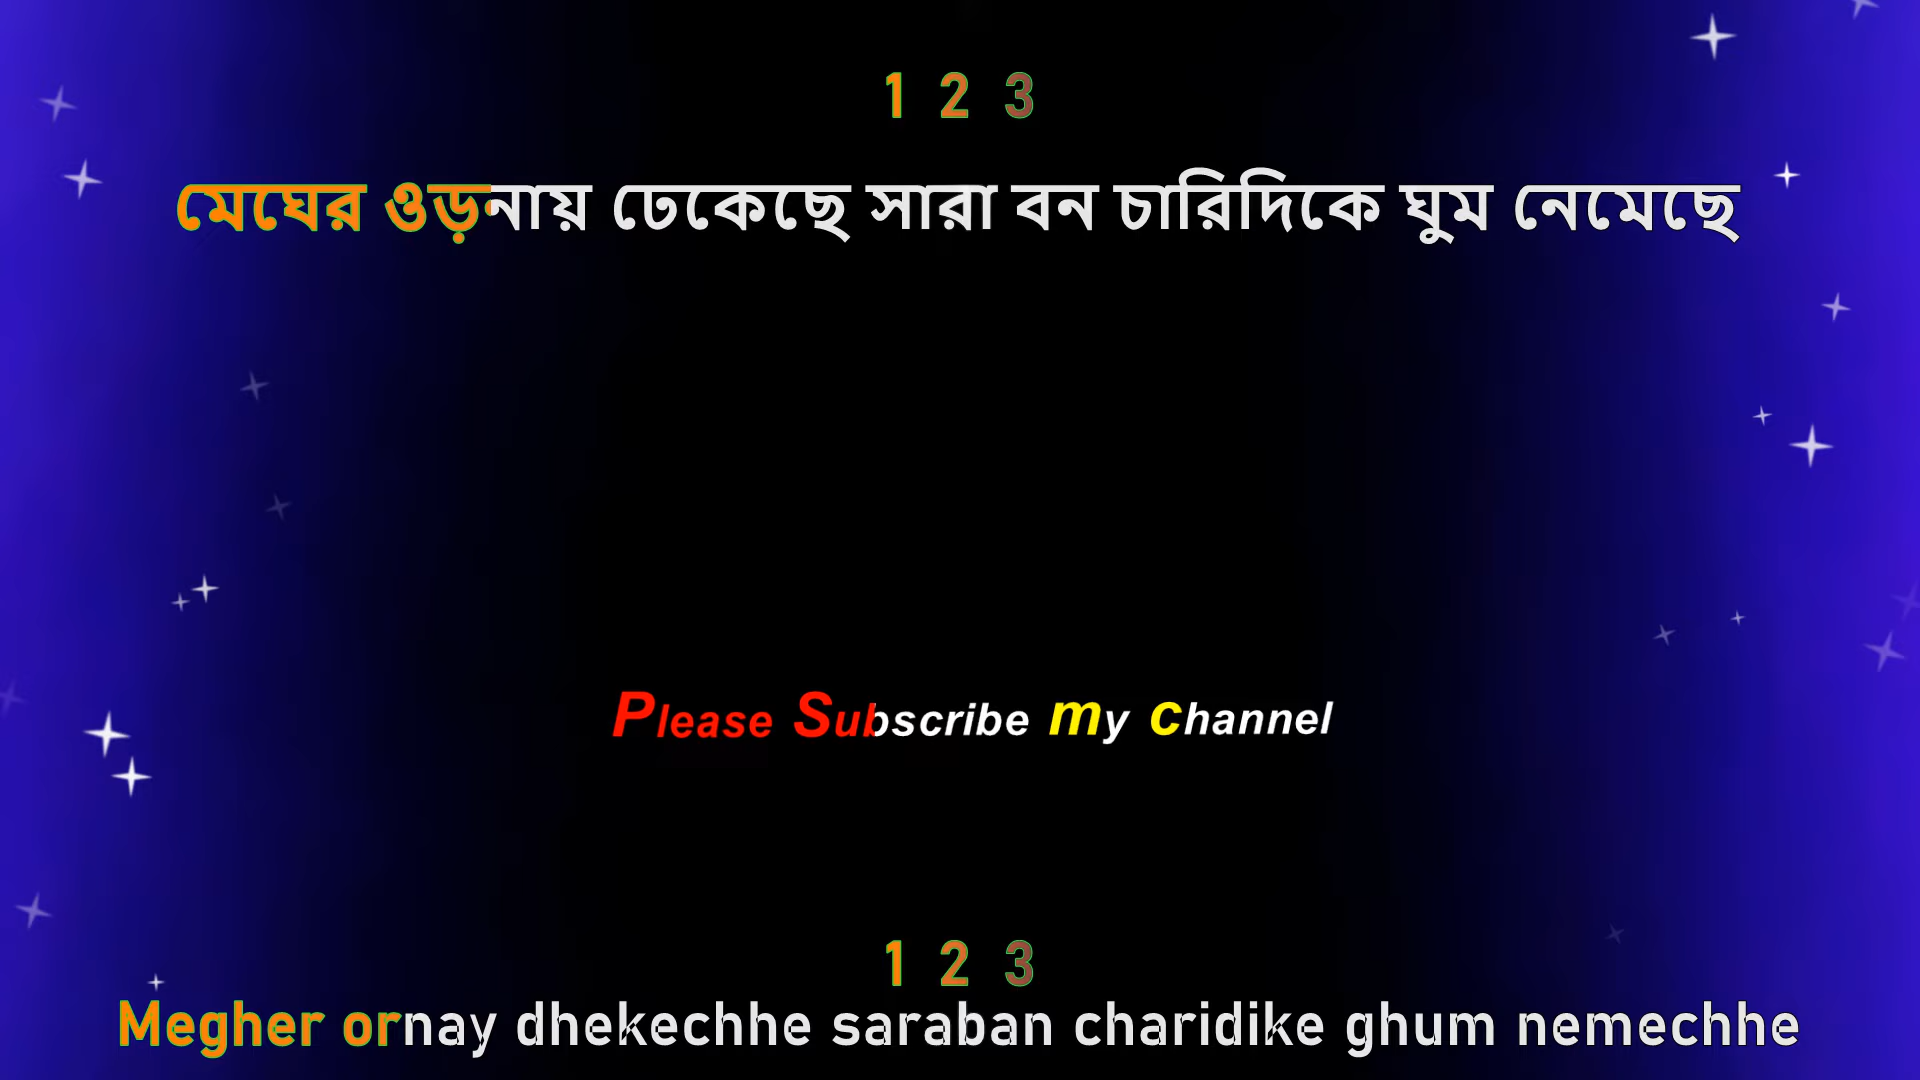 1 2 3
মেঘের ওড়নায় ঢেকেছে সারা বন চারিদিকে ঘুম নেমেছে
Please Subscribe my channel
1 2 3
Megher ornay dhekechhe saraban charidike ghum nemechhe